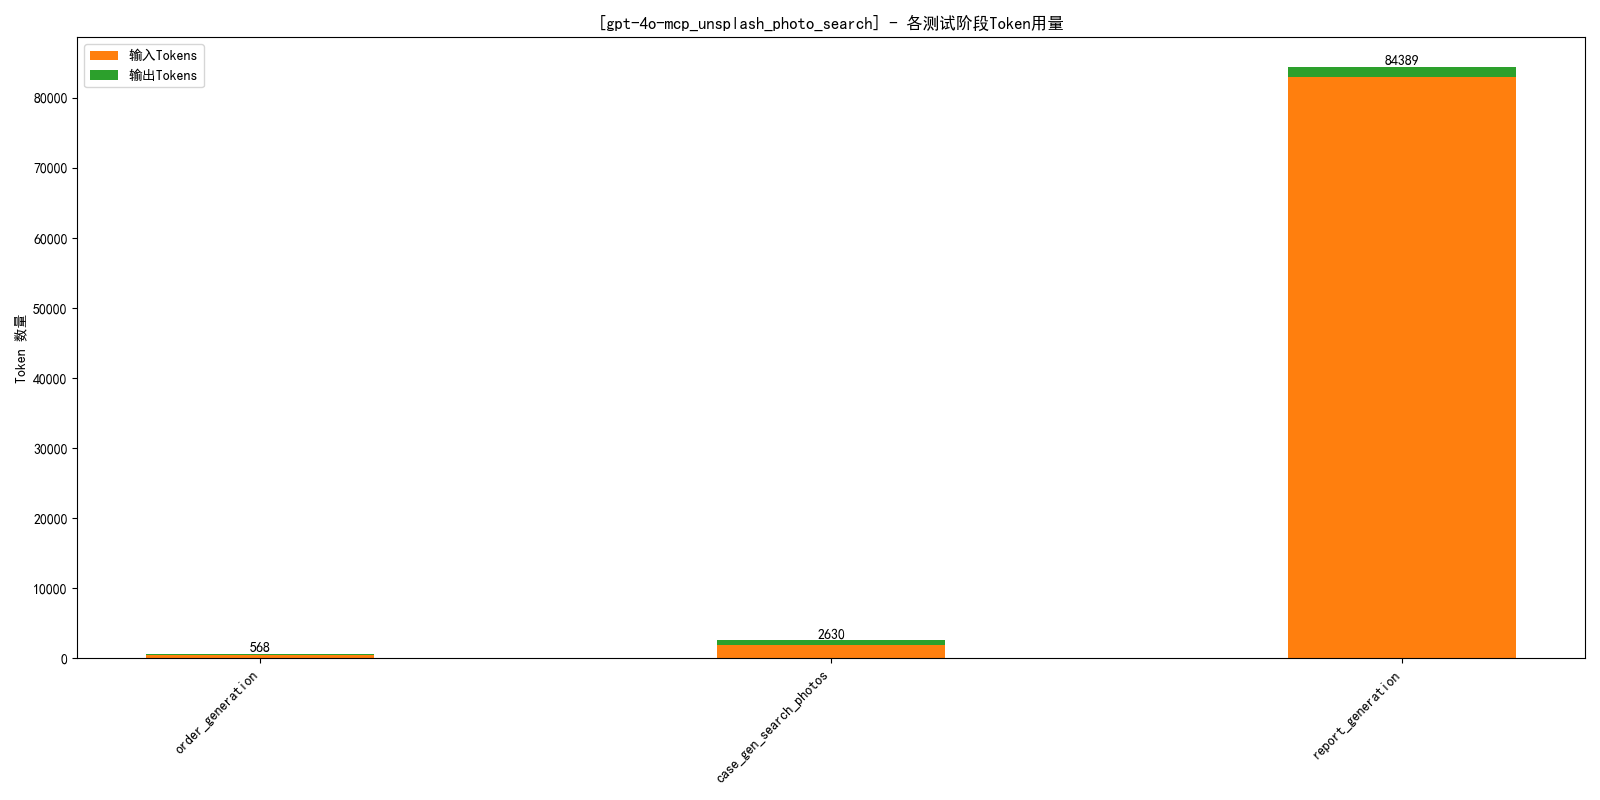 [gpt-4o-mcp_unsplash_photo_search] - 各测试阶段Token用量
输入Tokens
输出Tokens
84389
80000
70000
60000
50000
40000
30000
20000
10000
0
Token 数量
568
2630
order_generation
case_gen_search_photos
report_generation